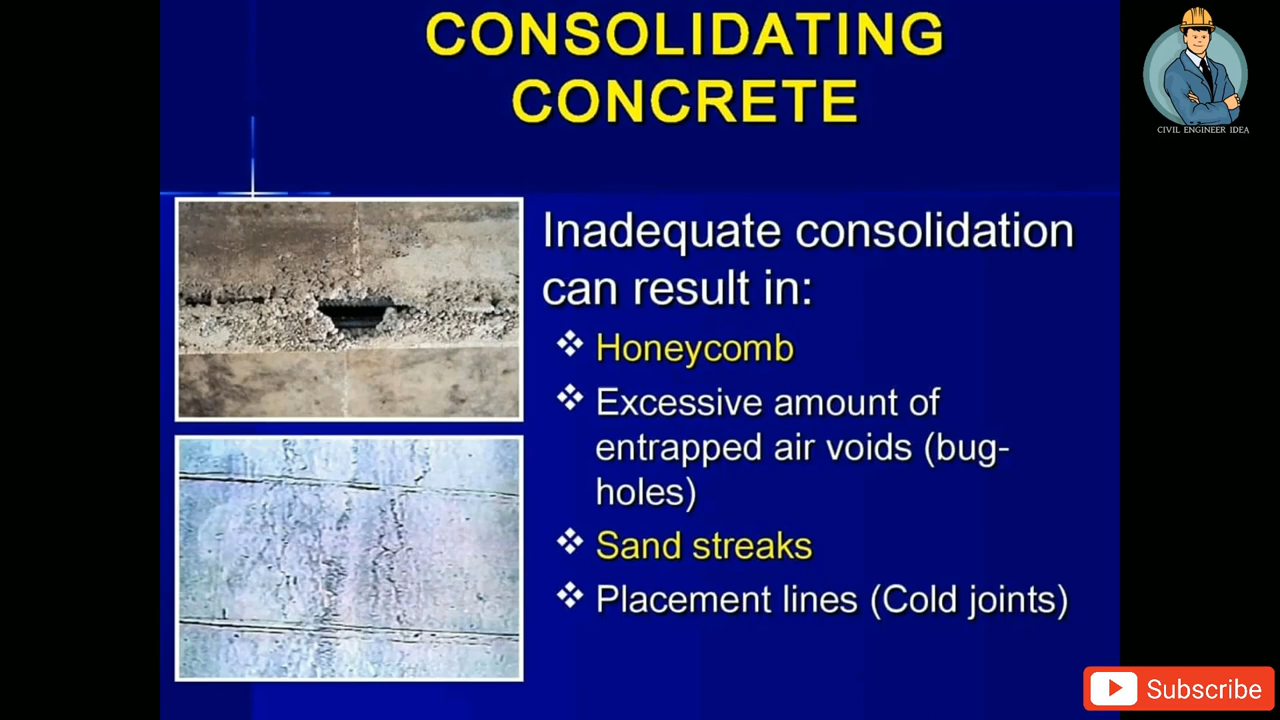 CONSOLIDATING
CONCRETE
CIVIL ENGINEER IDEA
Inadequate consolidation
can result in:
❖ Honeycomb
❖ Excessive amount of
entrapped air voids (bug-
holes)
❖ Sand streaks
❖ Placement lines (Cold joints)
Subscribe